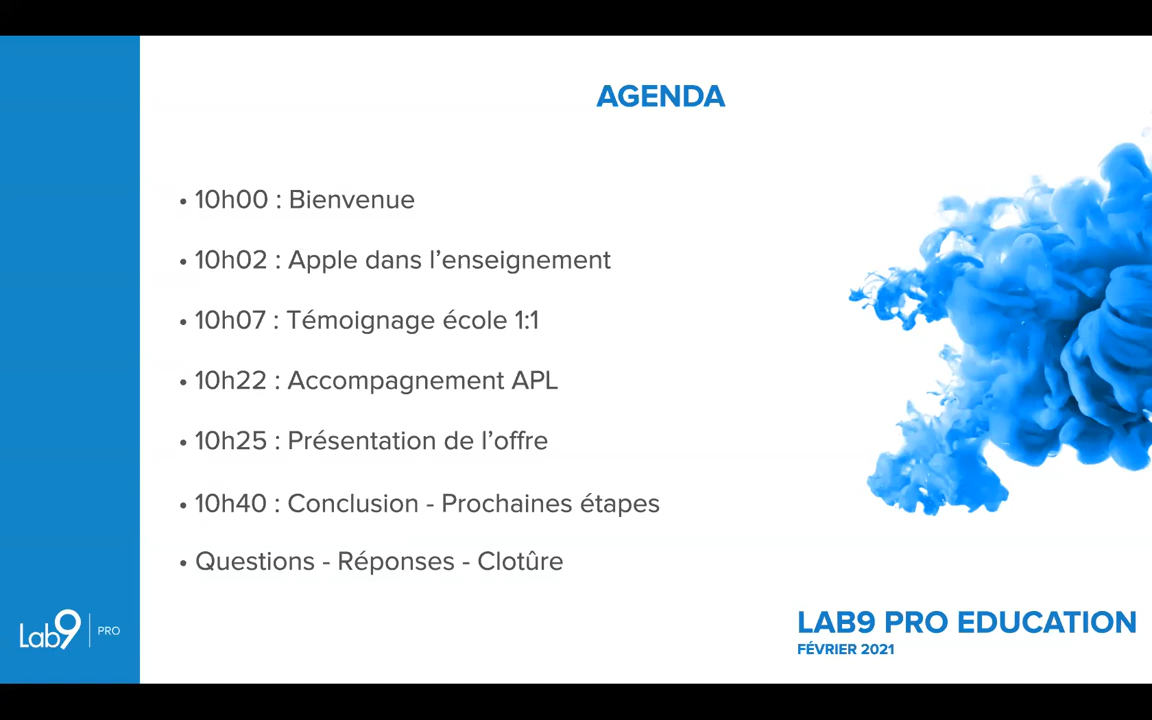 AGENDA
• 10h00 : Bienvenue
• 10h02 : Apple dans l’enseignement
• 10h07 : Témoignage école 1:1
• 10h22 : Accompagnement APL
• 10h25 : Présentation de l’offre
• 10h40 : Conclusion - Prochaines étapes
• Questions - Réponses - Clotûre
Lab9 | PRO
LAB9 PRO EDUCATION
FÉVRIER 2021